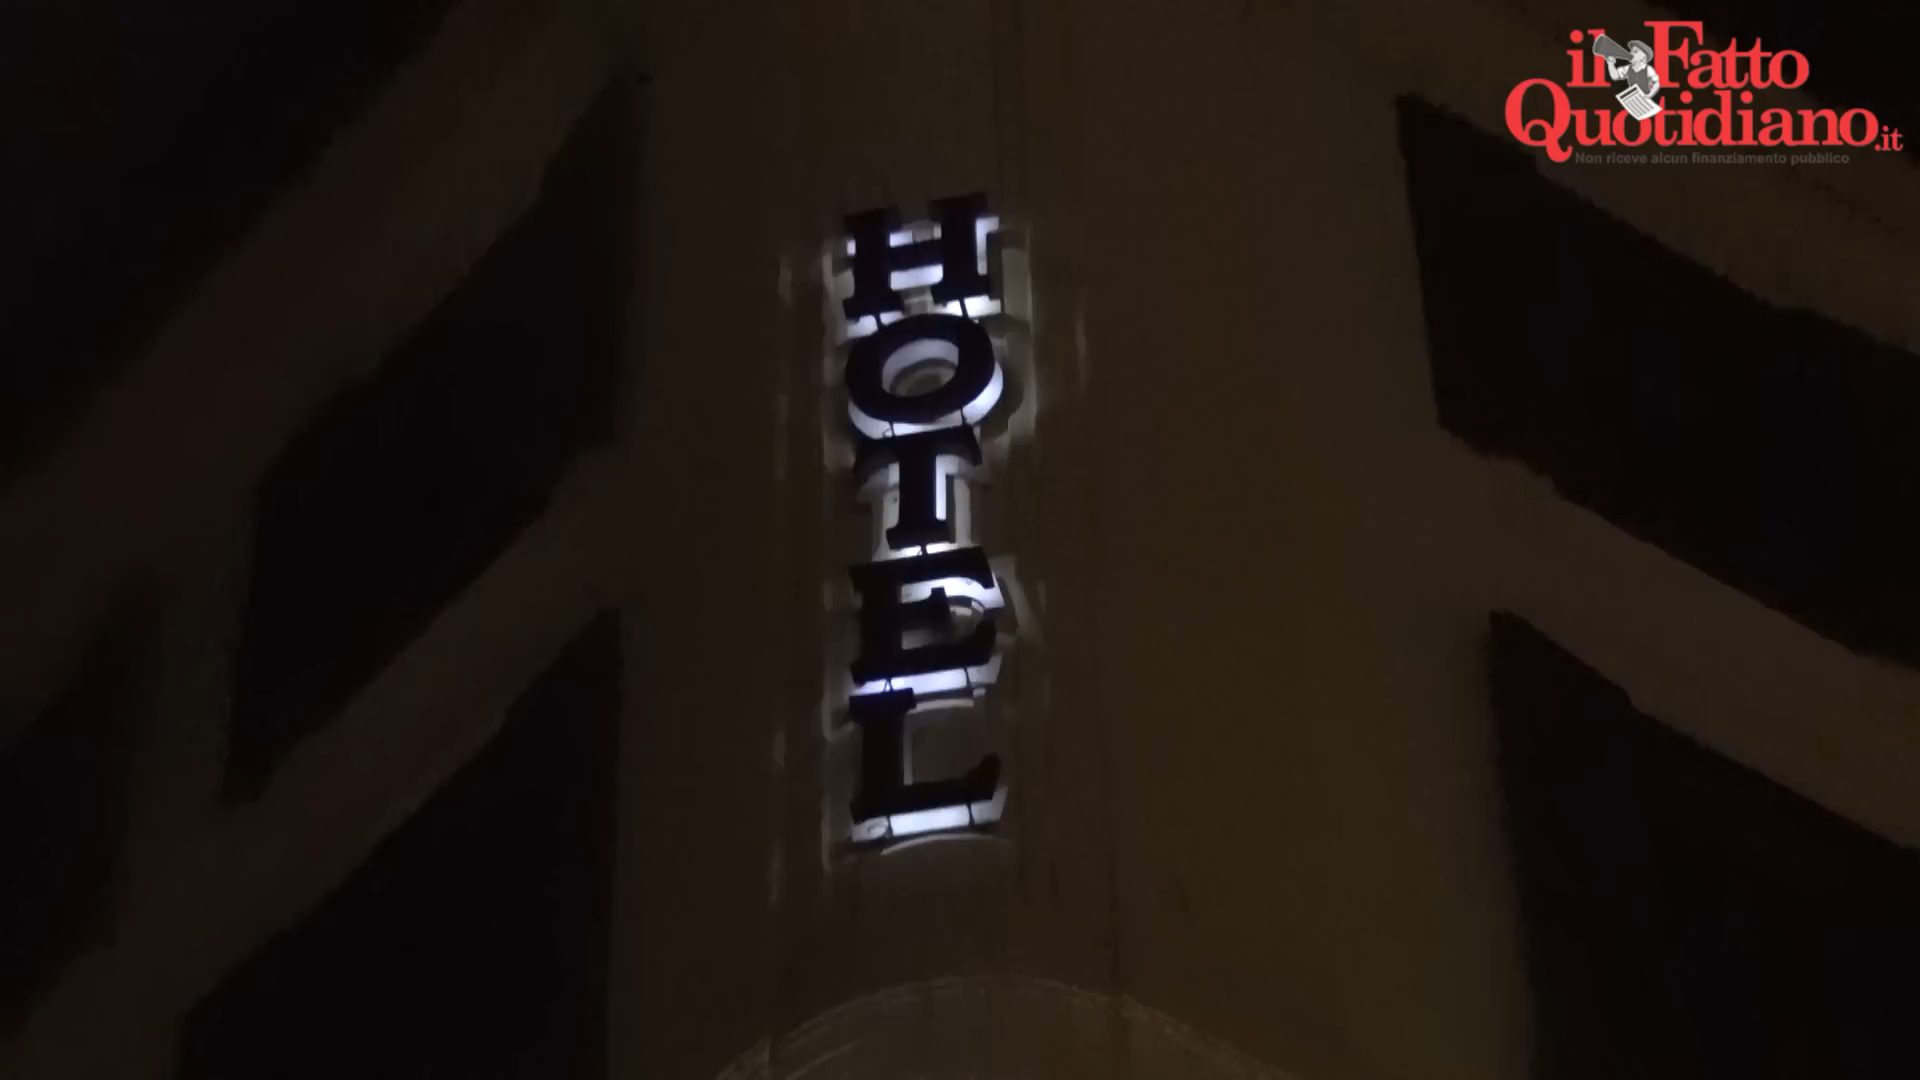 il Fatto
Quotidiano.it
Non riceve alcun finanziamento pubblico
HOTEL